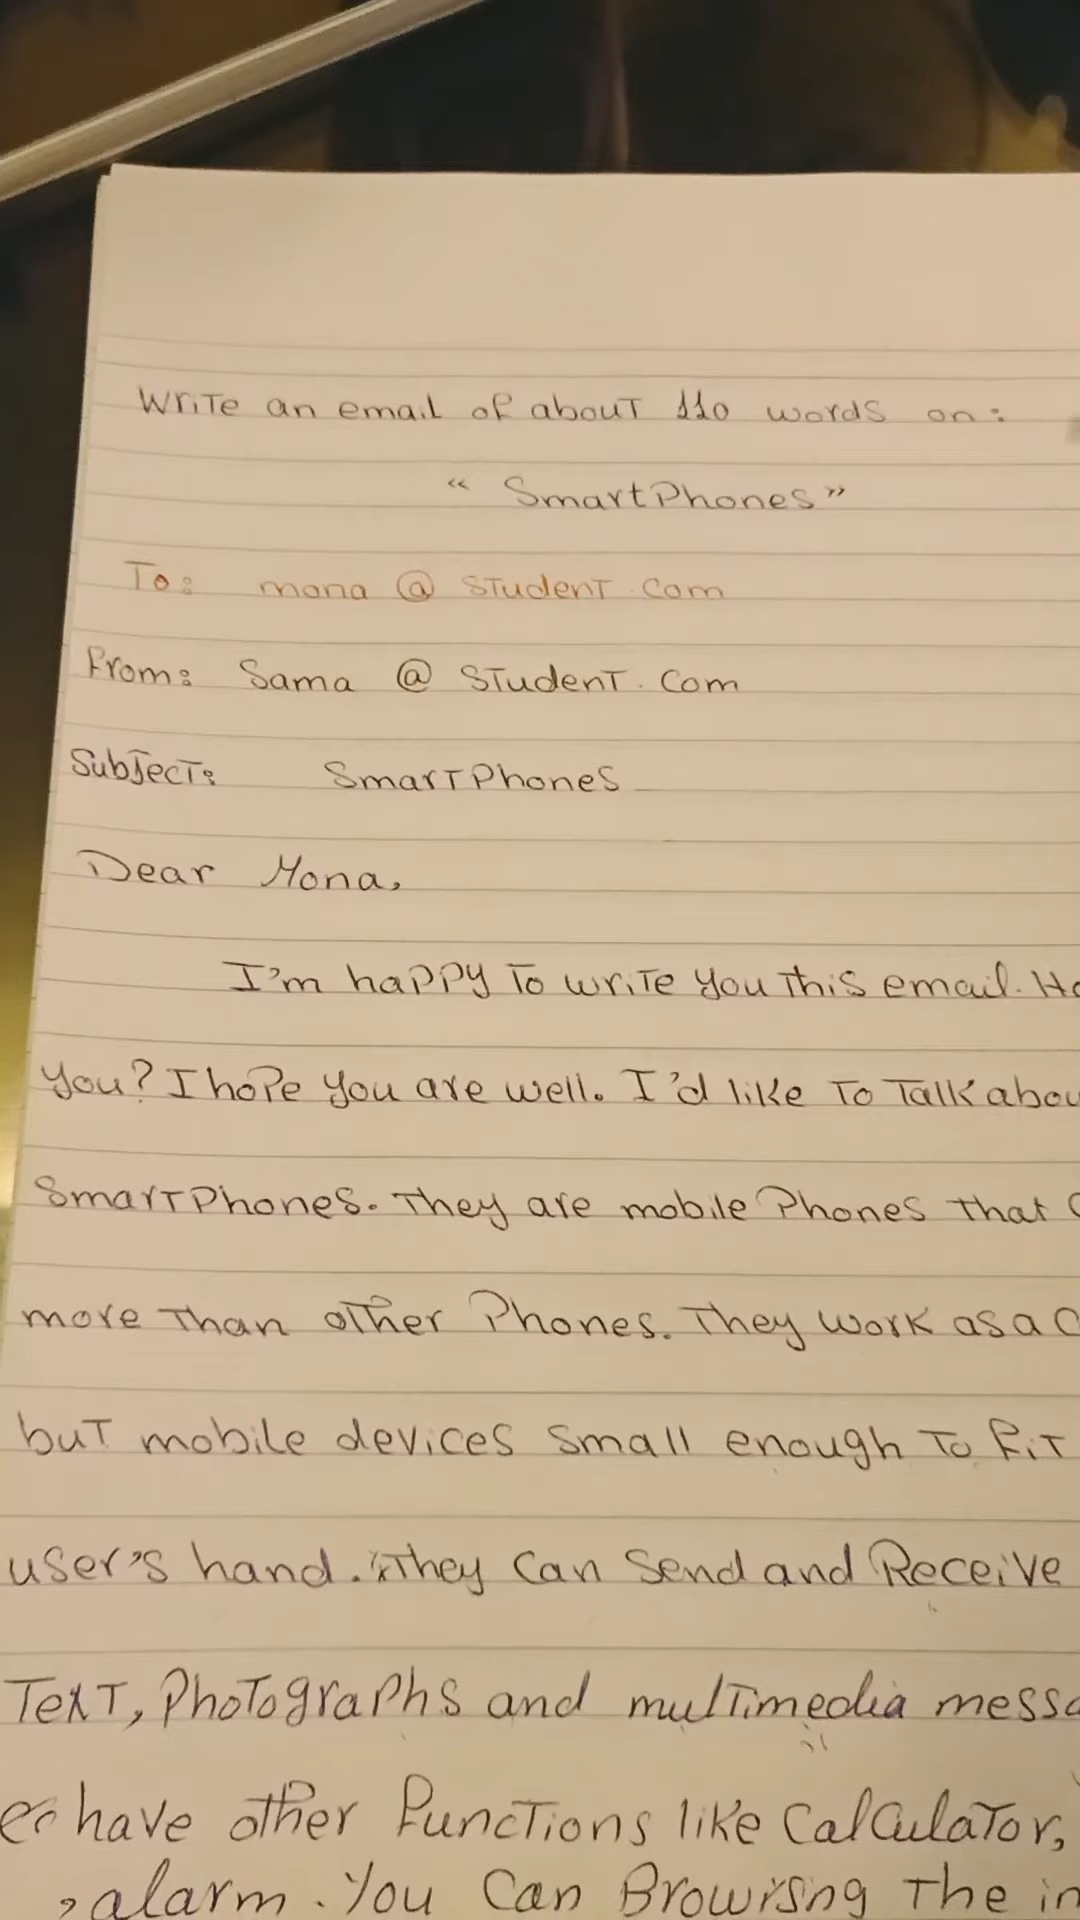 Write an email of about 110 words on:
“ SmartPhones”
To: mona @ student.com
From: Sama @ student.com
Subject: SmartPhones
Dear Mona,
I'm happy to write you this email.
you? I hope you are well. I'd like to talk
SmartPhones. They are mobile Phones that
more than other Phones. They work as a
but mobile devices small enough to fit
user's hand. They can send and Receive
Text, Photographs and multimedia
have other functions like Calculator,
, alarm. You can Browising the